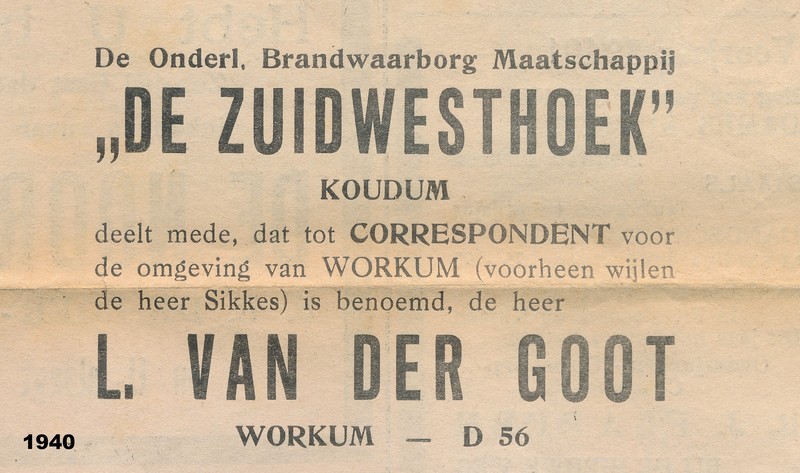 De Onderl. Brandwaarborg Maatschappij
„DE ZUIDWESTHOEK”
KOUDUM
deelt mede, dat tot CORRESPONDENT voor
de omgeving van WORKUM (voorheen wijlen
de heer Sikkes) is benoemd, de heer
L. VAN DER GOOT
WORKUM — D 56
1940